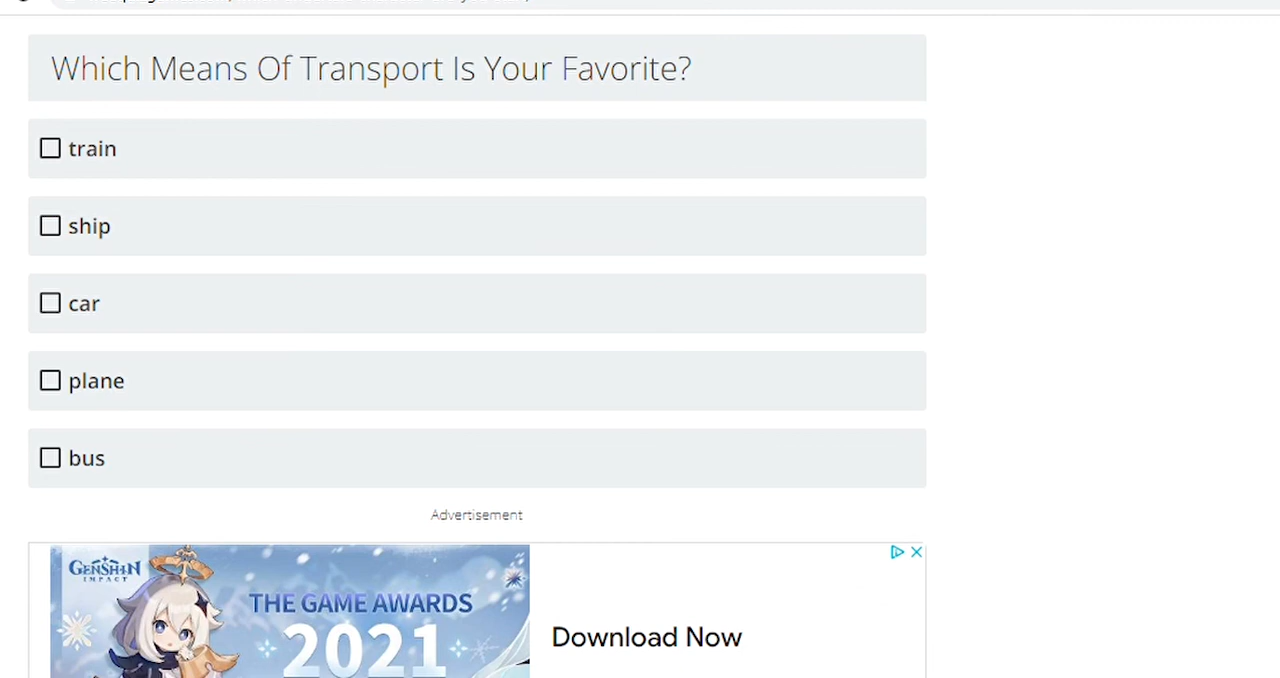 Which Means Of Transport Is Your Favorite?
train
ship
car
plane
bus
Advertisement
GENSHIN
IMPACT
THE GAME AWARDS
2021
Download Now